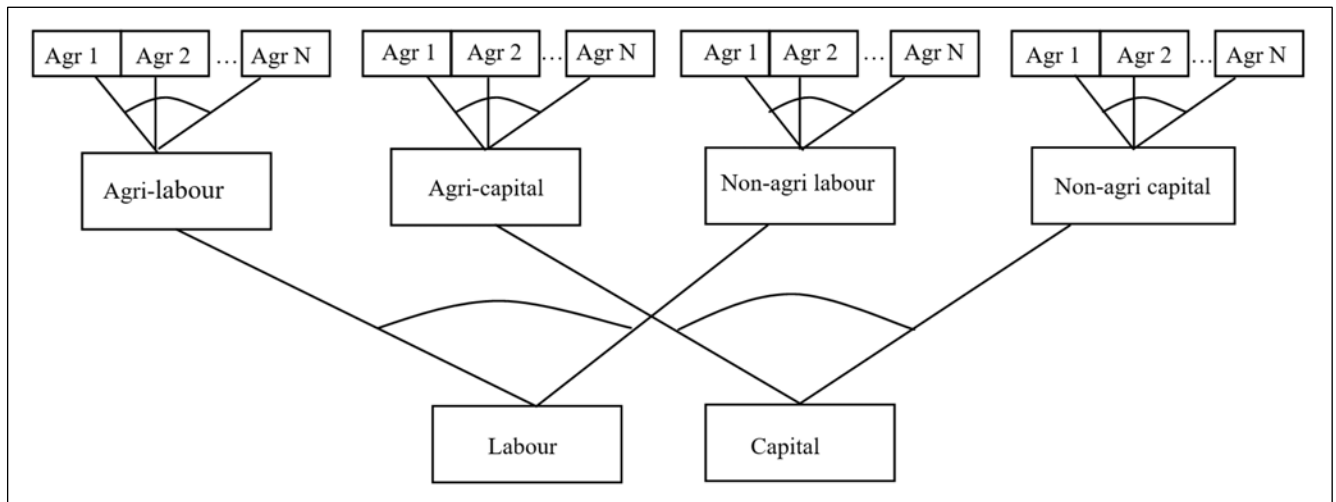 Agr 1 Agr 2 ... Agr N Agr 1 Agr 2 ... Agr N Agr 1 Agr 2 ... Agr N Agr 1 Agr 2 ... Agr N
Agri-labour Agri-capital Non-agri labour Non-agri capital
Labour Capital